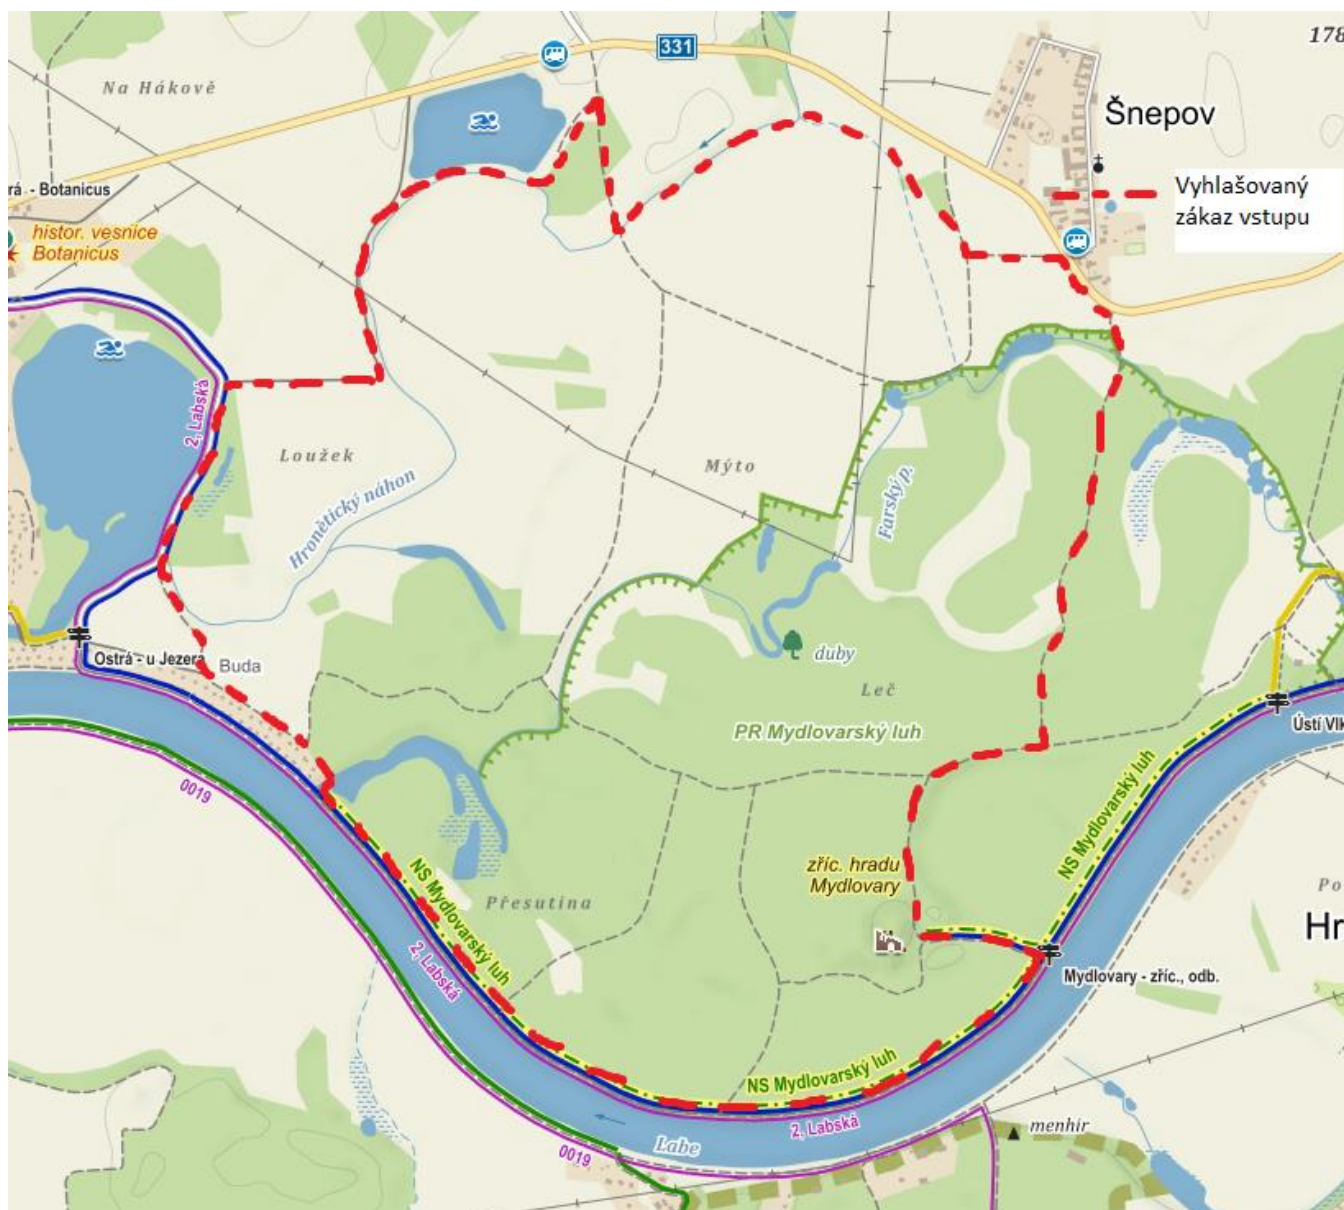 178
331
Na Hákově
Šnepov
rá - Botanicus
Vyhlašovaný
zákaz vstupu
histor. vesnice
Botanicus
2, Labská
Loužek
Mýto
Hronětický náhon
Farský p.
duby
Ostrá - u Jezera
Buda
Leč
PR Mydlovarský luh
Ústí Vlk
0019
NS Mydlovarský luh
zříc. hradu
Mydlovary
NS Mydlovarský luh
Přesutina
Po
Hr
2, Labská
Mydlovary - zříc., odb.
NS Mydlovarský luh
2, Labská
menhir
Labe
0019